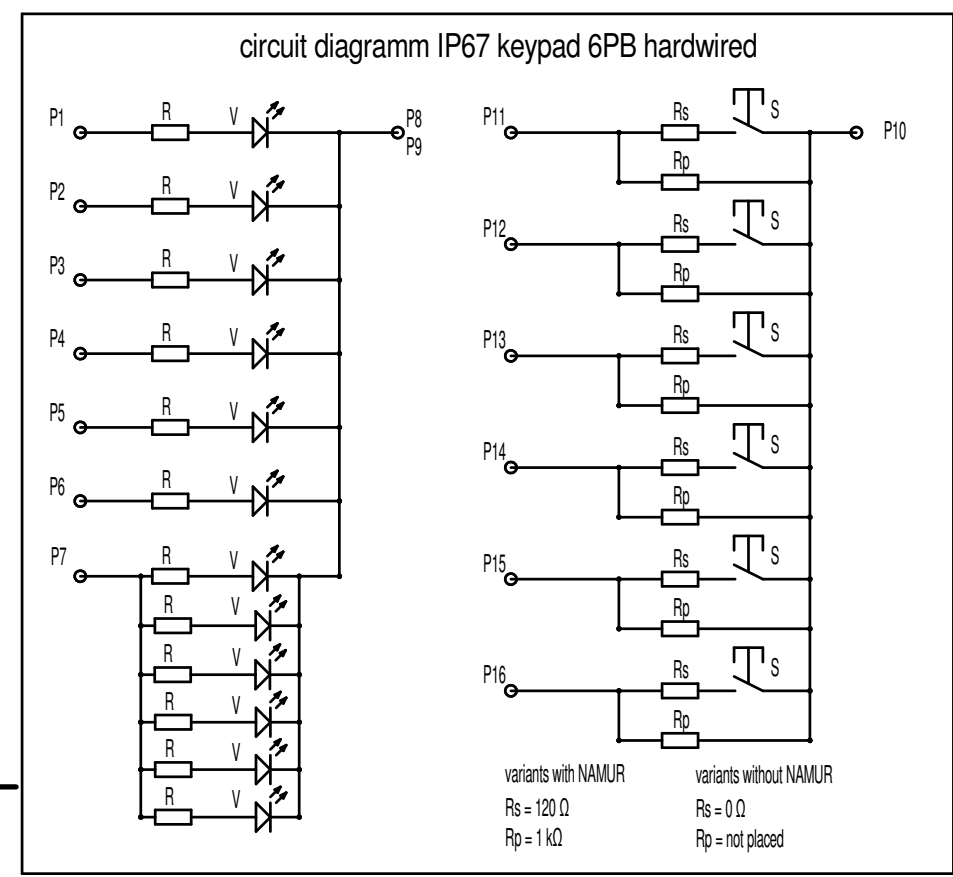 circuit diagramm IP67 keypad 6PB hardwired
P1 R V P8
P9
P2 R V
P3 R V
P4 R V
P5 R V
P6 R V
P7 R V
R V
R V
R V
R V
R V
P11 Rs S P10
Rp
P12 Rs S
Rp
P13 Rs S
Rp
P14 Rs S
Rp
P15 Rs S
Rp
P16 Rs S
Rp
variants with NAMUR
Rs = 120 Ω
Rp = 1 kΩ
variants without NAMUR
Rs = 0 Ω
Rp = not placed